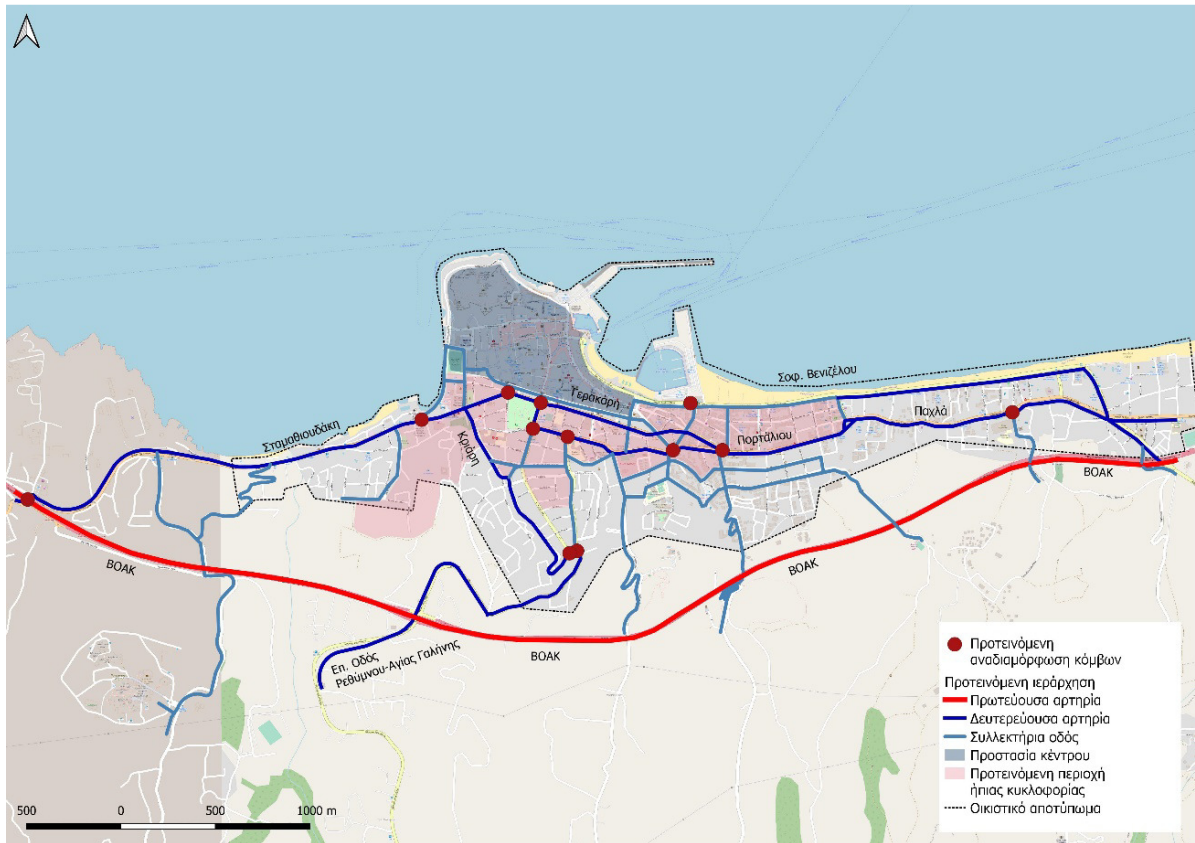 Σοφ. Βενιζέλου
Γερακάρη
Παχλά
Σταμαθιουδάκη
Κριάρη
Πορτάλιου
ΒΟΑΚ
ΒΟΑΚ
ΒΟΑΚ
ΒΟΑΚ
Επ. Οδός
Ρεθύμνου-Αγίας Γαλήνης
Προτεινόμενη
αναδιαμόρφωση κόμβων
Προτεινόμενη ιεράρχηση
Πρωτεύουσα αρτηρία
Δευτερεύουσα αρτηρία
Συλλεκτήρια οδός
Προστασία κέντρου
Προτεινόμενη περιοχή
ήπιας κυκλοφορίας
Οικιστικό αποτύπωμα
500 0 500 1000 m